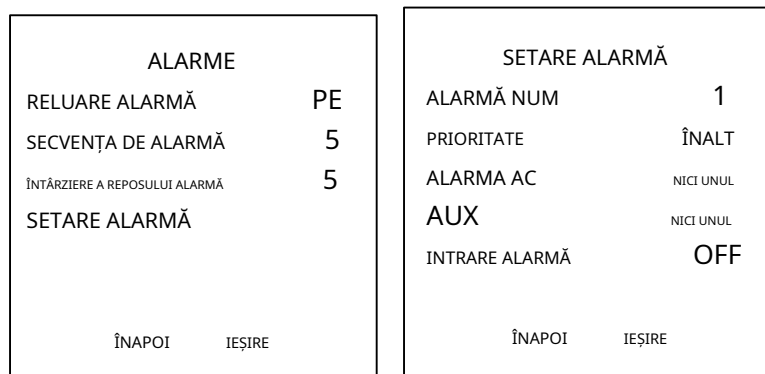 ALARME
RELUARE ALARMĂ PE
SECVENȚA DE ALARMĂ 5
ÎNTÂRZIERE A REPOSULUI ALARMĂ 5
SETARE ALARMĂ
ÎNAPOI IEȘIRE
SETARE ALARMĂ
ALARMĂ NUM 1
PRIORITATE ÎNALT
ALARMA AC NICI UNUL
AUX NICI UNUL
INTRARE ALARMĂ OFF
ÎNAPOI IEȘIRE